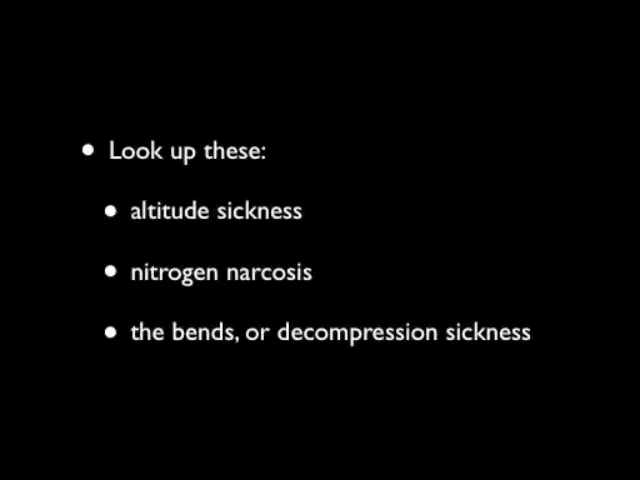 • Look up these:
• altitude sickness
• nitrogen narcosis
• the bends, or decompression sickness